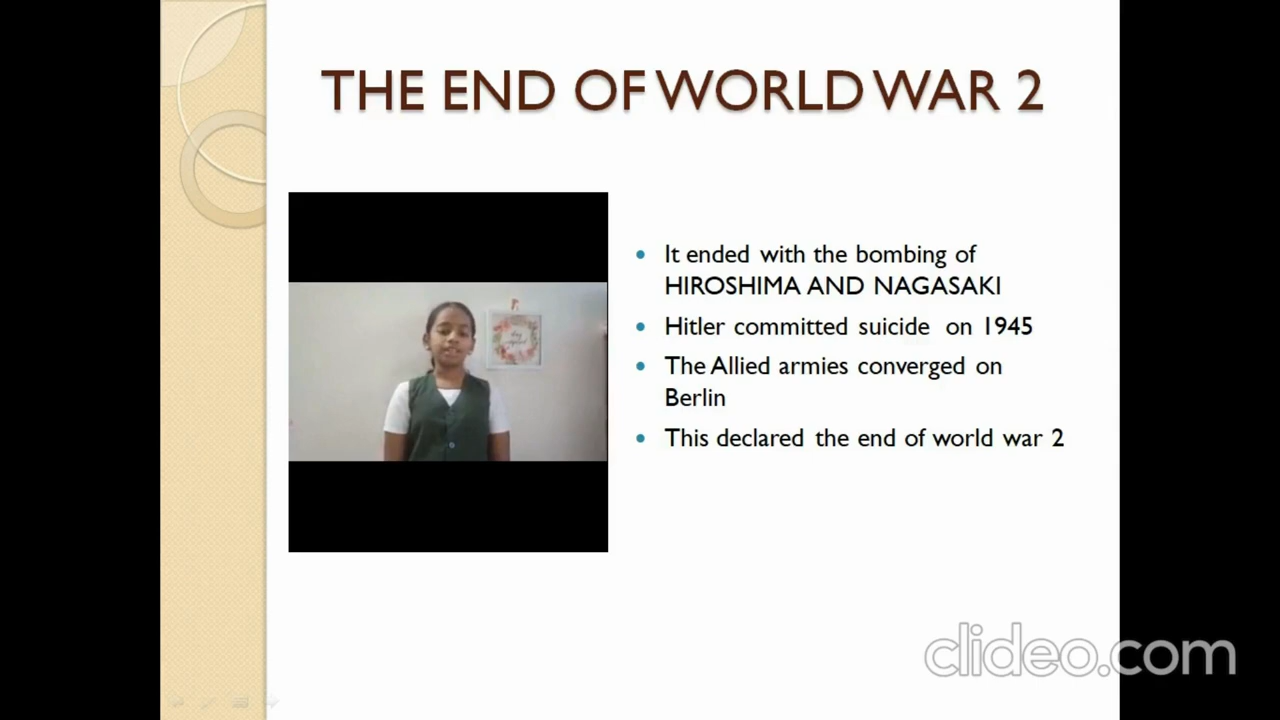 THE END OF WORLD WAR 2
It ended with the bombing of
HIROSHIMA AND NAGASAKI
Hitler committed suicide on 1945
The Allied armies converged on
Berlin
This declared the end of world war 2
clideo.com